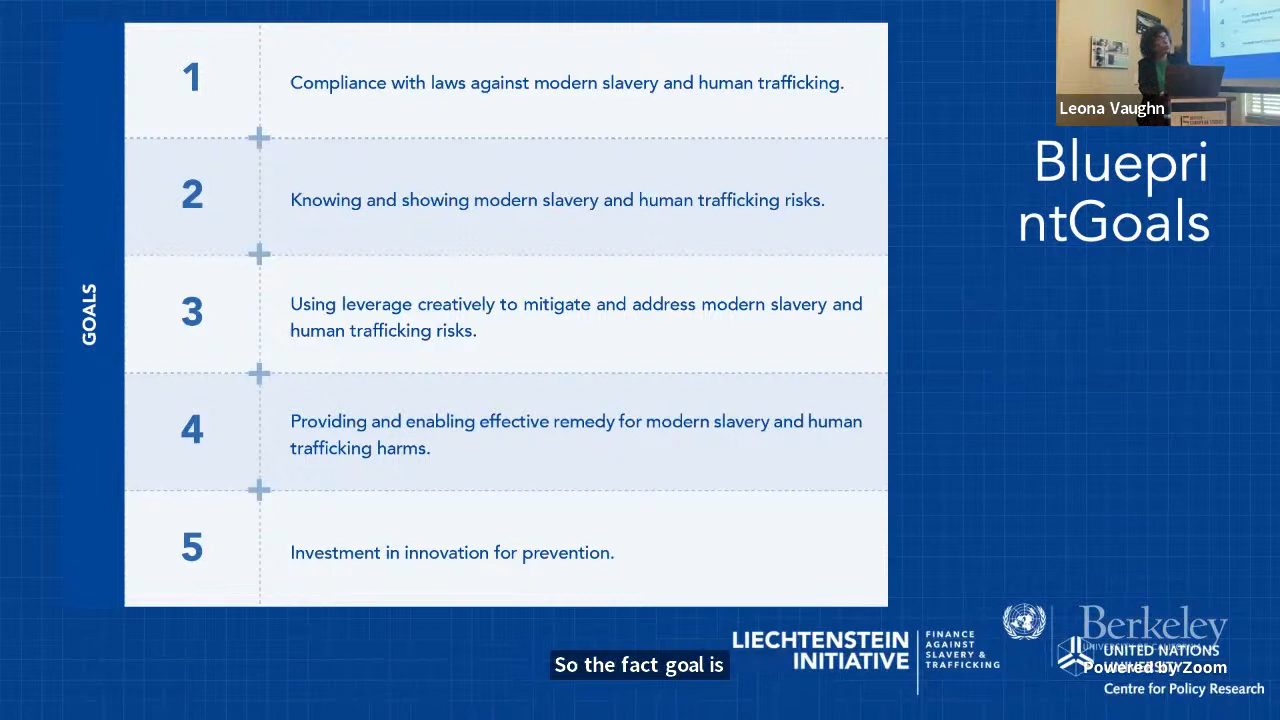 GOALS
1
Compliance with laws against modern slavery and human trafficking.
2
Knowing and showing modern slavery and human trafficking risks.
3
Using leverage creatively to mitigate and address modern slavery and
human trafficking risks.
4
Providing and enabling effective remedy for modern slavery and human
trafficking harms.
5
Investment in innovation for prevention.
Leona Vaughn
Bluepri
ntGoals
LIECHTENSTEIN
INITIATIVE
FINANCE
AGAINST
SLAVERY &
TRAFFICKING
Berkeley
UNITED NATIONS
Powered by Zoom
Centre for Policy Research
So the fact goal is